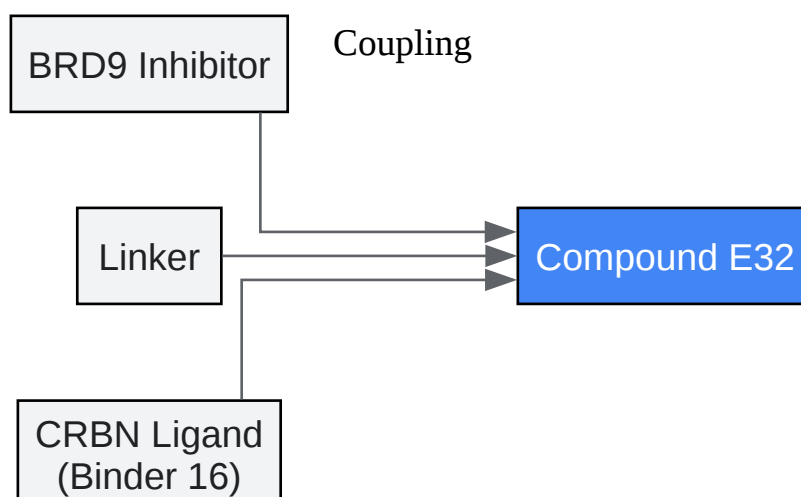 BRD9 Inhibitor
Coupling
Linker
Compound E32
CRBN Ligand
(Binder 16)